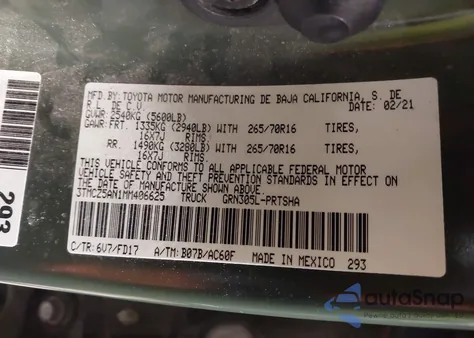 MFD.BY: TOYOTA MOTOR MANUFACTURING DE BAJA CALIFORNIA, S. DE
R.L. DE C.V. DATE: 02/21
GVWR 2540KG (5600LB)
GAWR: FRT. 1335KG (2940LB) WITH 265/70R16 TIRES,
16X7J RIMS.
RR. 1490KG (3280LB) WITH 265/70R16 TIRES,
16X7J RIMS.
THIS VEHICLE CONFORMS TO ALL APPLICABLE FEDERAL MOTOR
VEHICLE SAFETY AND THEFT PREVENTION STANDARDS IN EFFECT ON
THE DATE OF MANUFACTURE SHOWN ABOVE.
3TMCZ5AN1MM406625 TRUCK GRN305L-PRTSHA
C/TR: 6V7/FD17 A/TM: B07B/AC60F MADE IN MEXICO 293
293
autoSnap